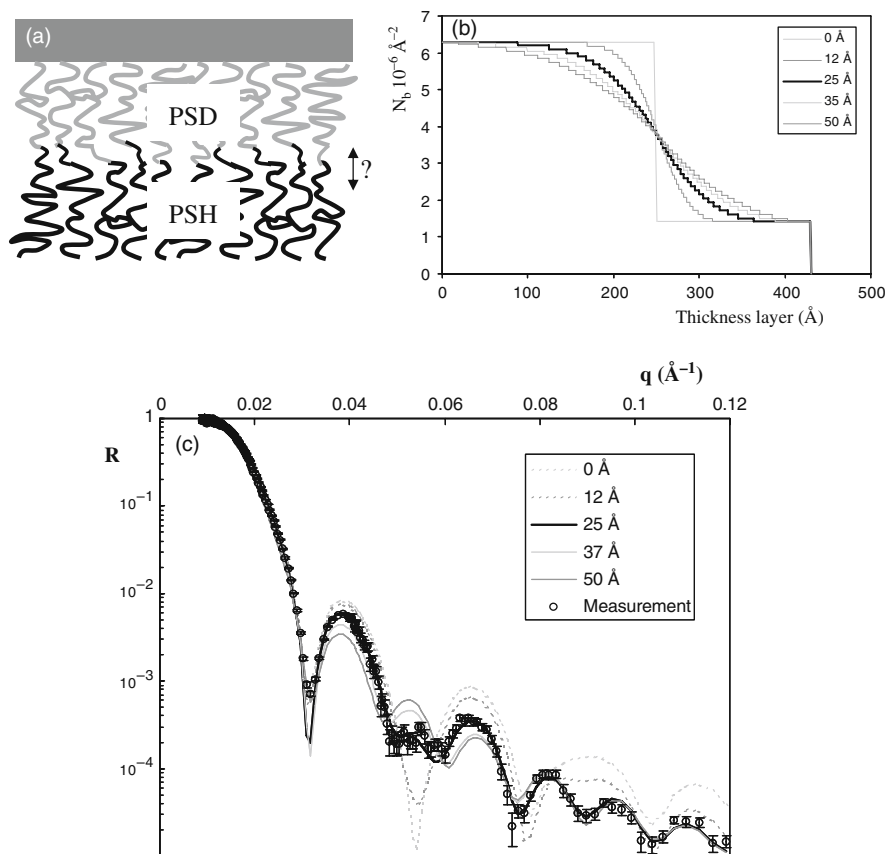 (a)
PSD
?
PSH
(b)
N_b 10⁻⁶ Å⁻²
7
6
5
4
3
2
1
0
0 Å
12 Å
25 Å
35 Å
50 Å
0 100 200 300 400 500
Thickness layer (Å)
q (Å⁻¹)
0 0.02 0.04 0.06 0.08 0.1 0.12
(c)
R
1
10⁻¹
10⁻²
10⁻³
10⁻⁴
0 Å
12 Å
25 Å
37 Å
50 Å
Measurement